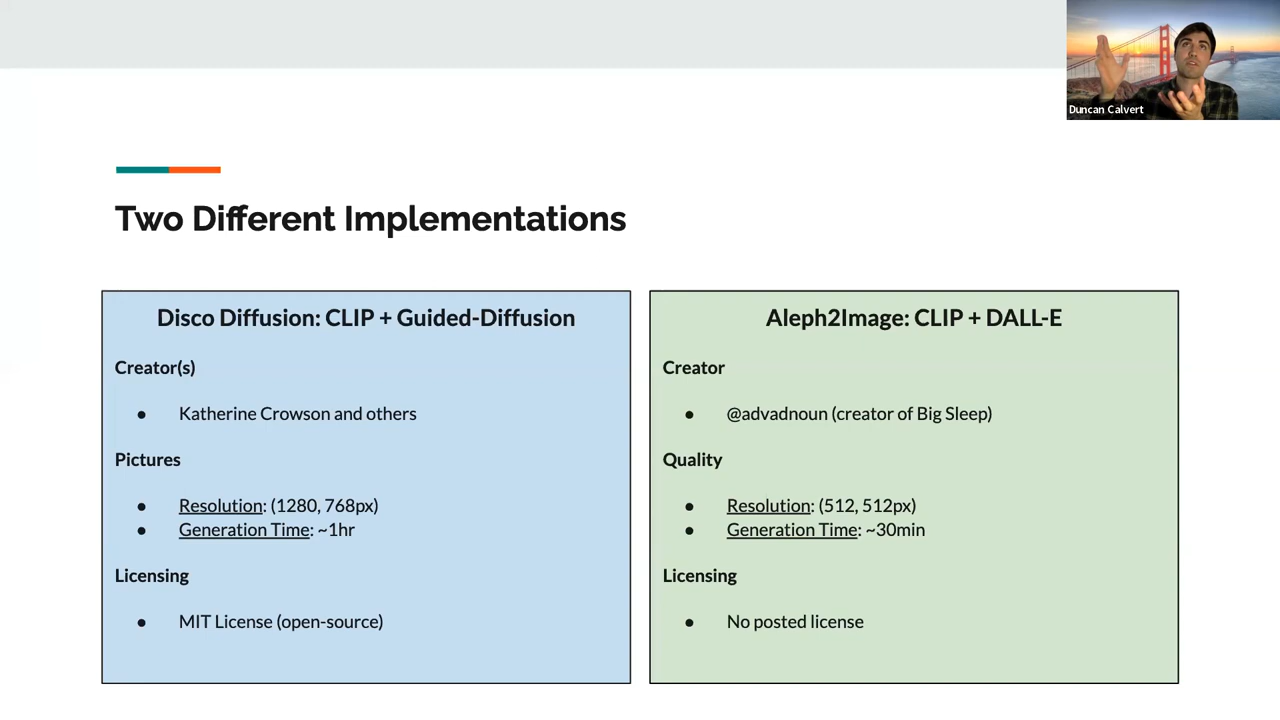 Duncan Calvert
Two Different Implementations
Disco Diffusion: CLIP + Guided-Diffusion
Creator(s)
● Katherine Crowson and others
Pictures
● Resolution: (1280, 768px)
● Generation Time: ~1hr
Licensing
● MIT License (open-source)
Aleph2Image: CLIP + DALL-E
Creator
● @advadnoun (creator of Big Sleep)
Quality
● Resolution: (512, 512px)
● Generation Time: ~30min
Licensing
● No posted license